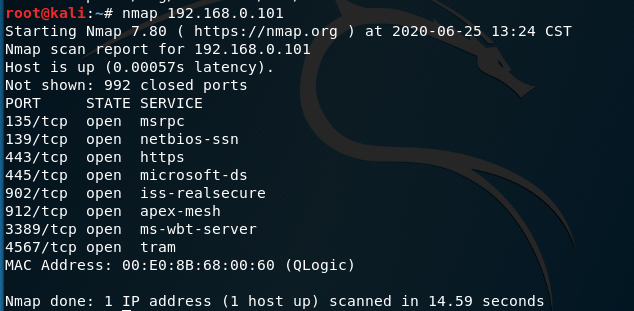 root@kali:~# nmap 192.168.0.101
Starting Nmap 7.80 ( https://nmap.org ) at 2020-06-25 13:24 CST
Nmap scan report for 192.168.0.101
Host is up (0.00057s latency).
Not shown: 992 closed ports
PORT     STATE SERVICE
135/tcp  open  msrpc
139/tcp  open  netbios-ssn
443/tcp  open  https
445/tcp  open  microsoft-ds
902/tcp  open  iss-realsecure
912/tcp  open  apex-mesh
3389/tcp open  ms-wbt-server
4567/tcp open  tram
MAC Address: 00:E0:8B:68:00:60 (QLogic)
Nmap done: 1 IP address (1 host up) scanned in 14.59 seconds